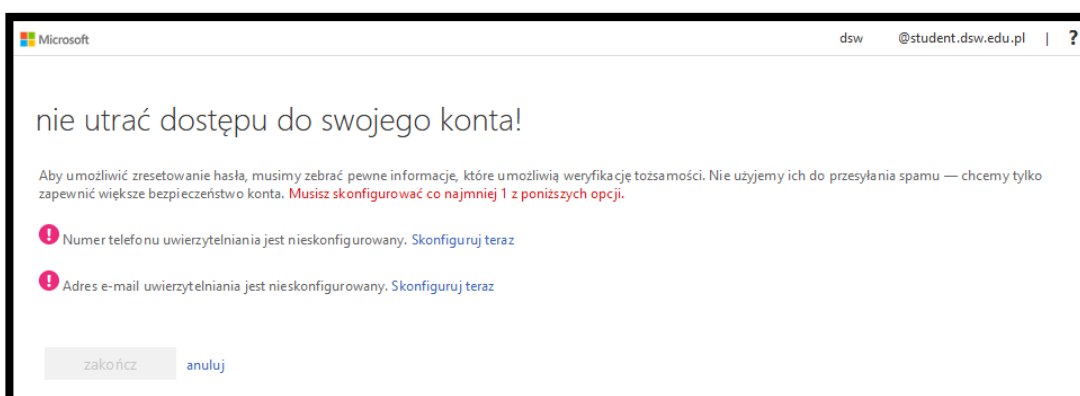 Microsoft dsw @student.dsw.edu.pl | ?
nie utrać dostępu do swojego konta!
Aby umożliwić zresetowanie hasła, musimy zebrać pewne informacje, które umożliwią weryfikację tożsamości. Nie użyjemy ich do przesyłania spamu — chcemy tylko
zapewnić większe bezpieczeństwo konta. Musisz skonfigurować co najmniej 1 z poniższych opcji.
! Numer telefonu uwierzytelniania jest nieskonfigurowany. Skonfiguruj teraz
! Adres e-mail uwierzytelniania jest nieskonfigurowany. Skonfiguruj teraz
zakończ anuluj